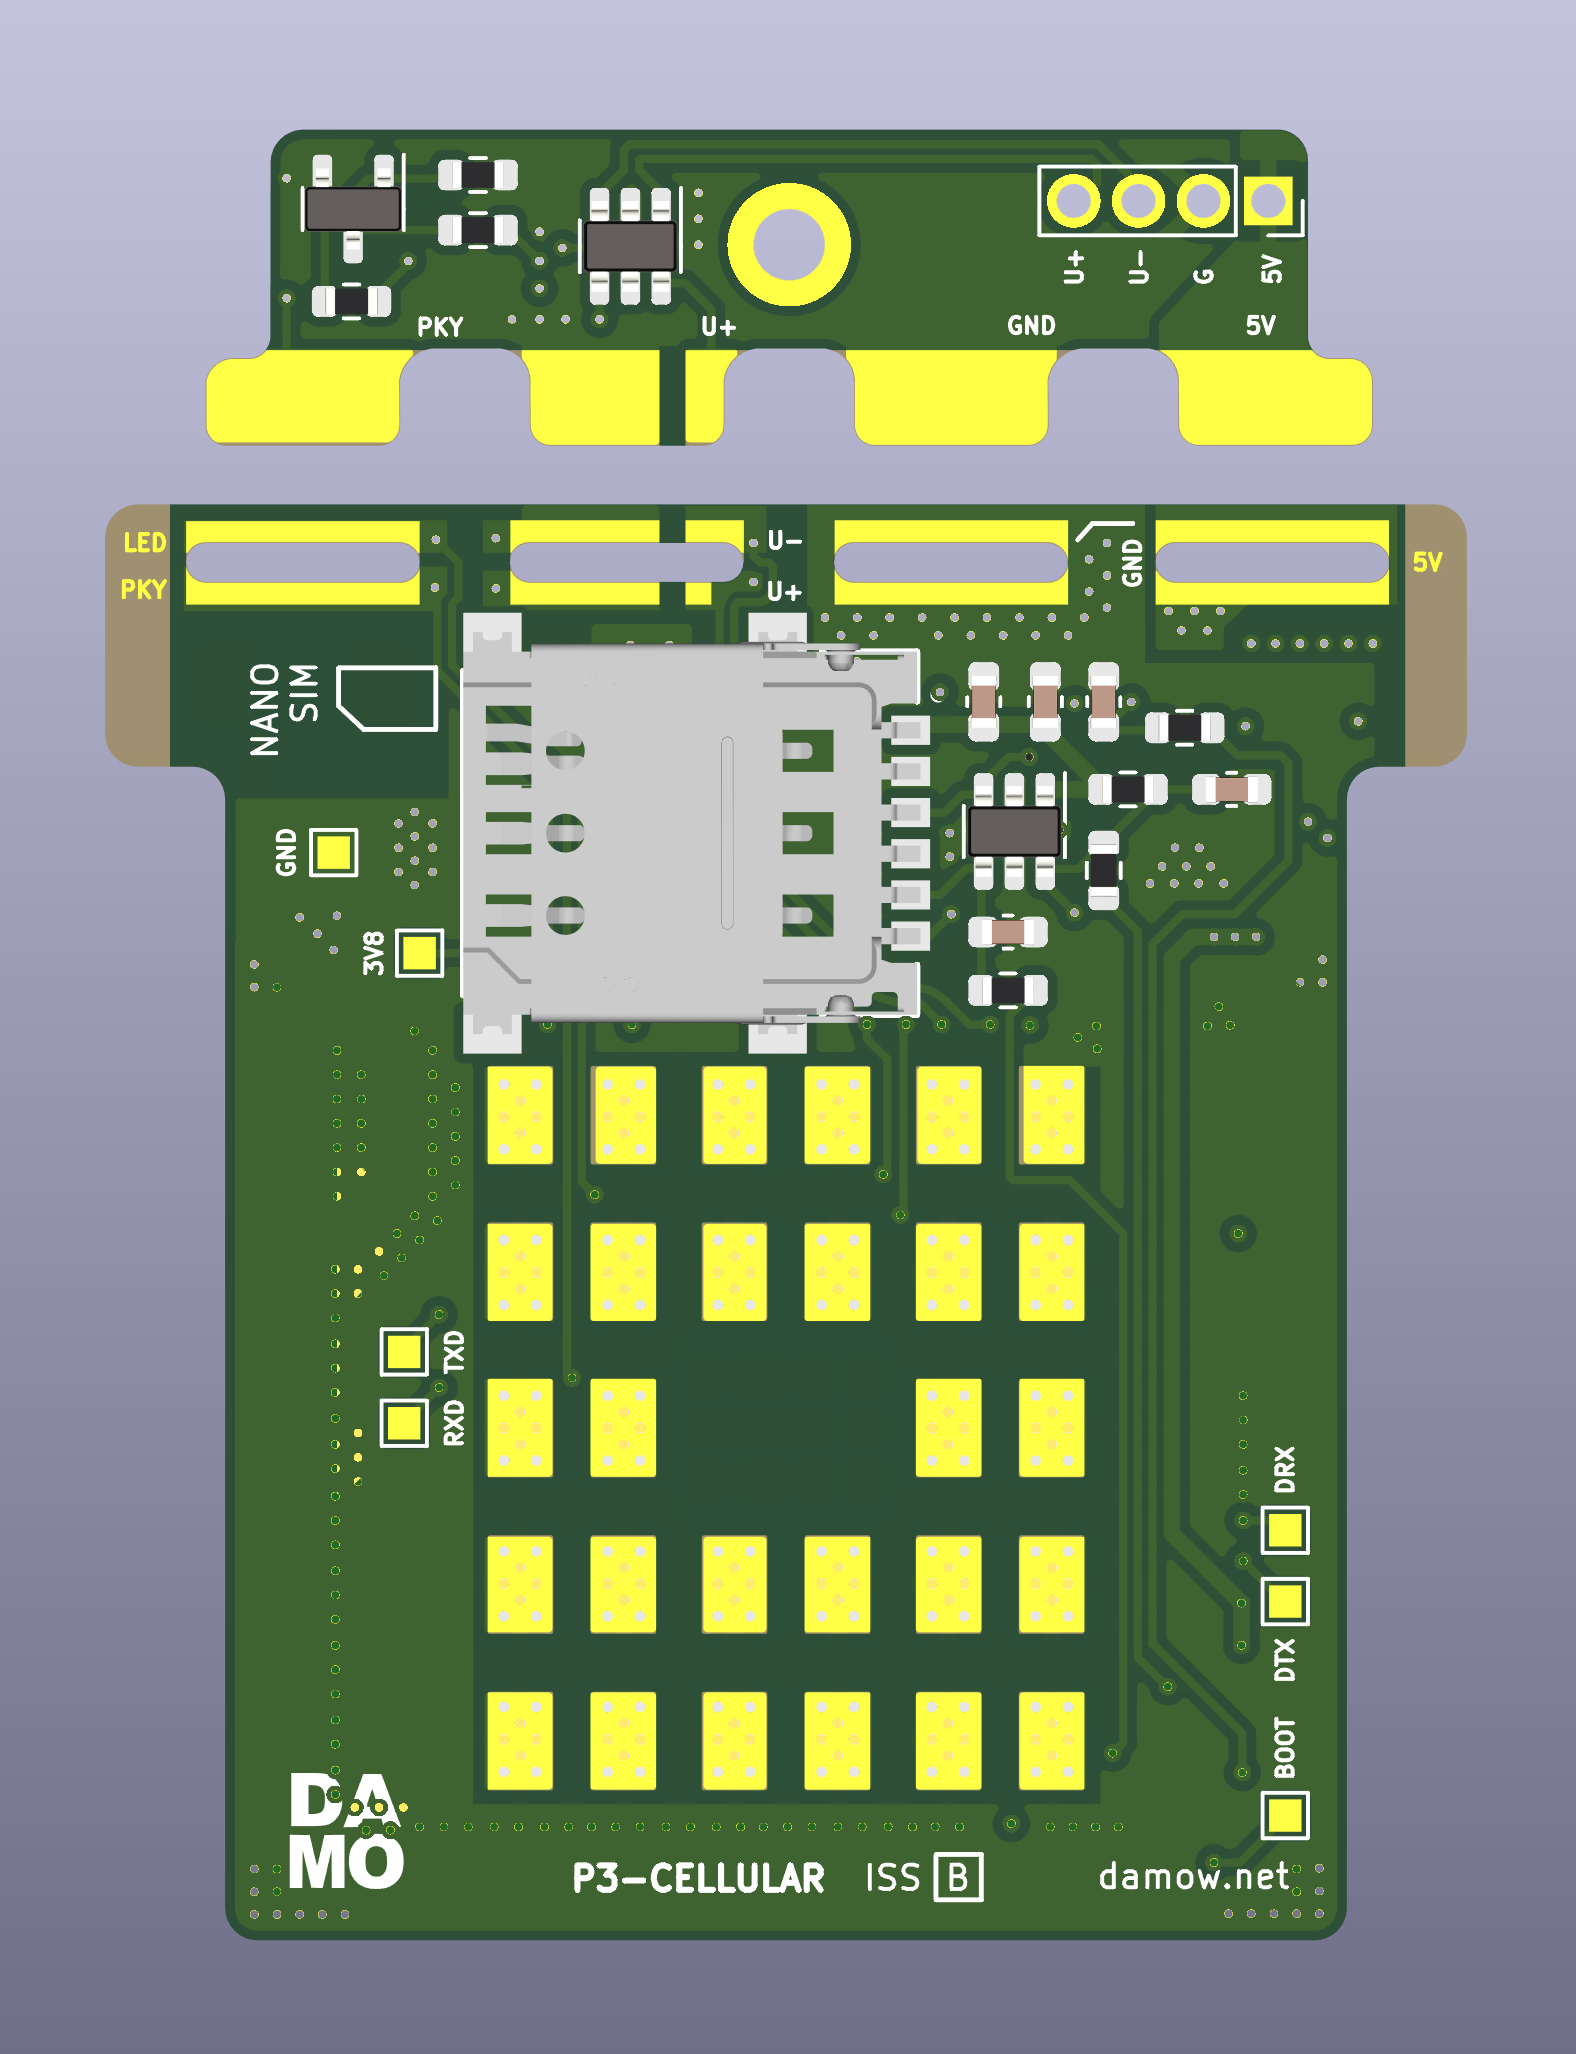 U+
U-
G
5V
PKY
U+
GND
5V
LED
PKY
U-
U+
GND
5V
NANO
SIM
GND
3V8
TXD
RXD
DRX
DTX
BOOT
DA
MO
P3-CELLULAR ISS B
damow.net